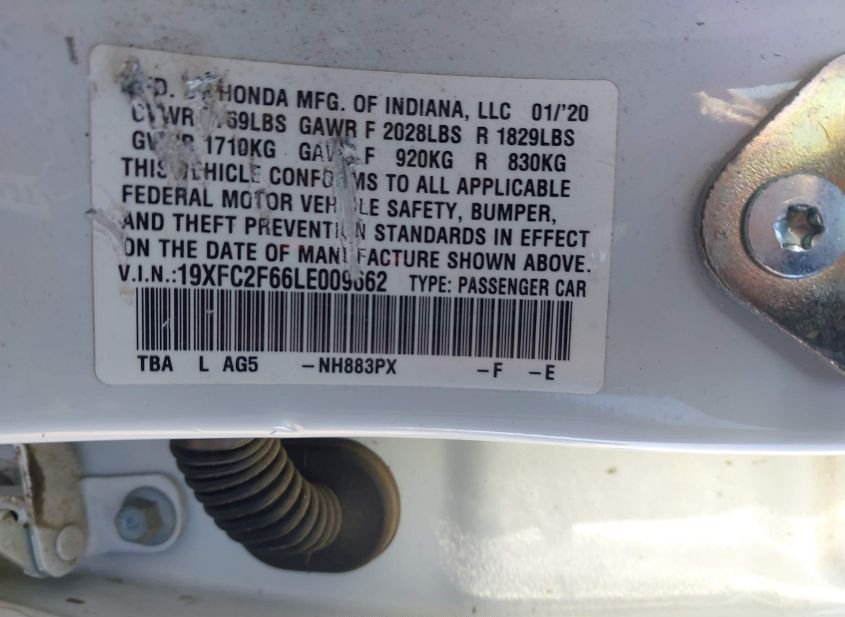 HONDA MFG. OF INDIANA, LLC 01/'20
GAWR F 2028LBS R 1829LBS
1710KG F 920KG R 830KG
THIS VEHICLE CONFORMS TO ALL APPLICABLE
FEDERAL MOTOR VEHICLE SAFETY, BUMPER,
AND THEFT PREVENTION STANDARDS IN EFFECT
ON THE DATE OF MANUFACTURE SHOWN ABOVE.
V.I.N.:19XFC2F66LE009662 TYPE: PASSENGER CAR
TBA L AG5 -NH883PX -F -E